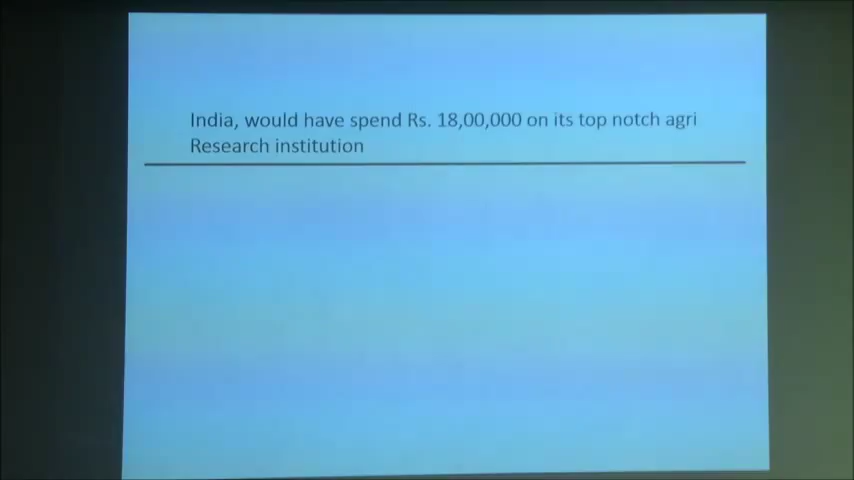 India, would have spend Rs. 18,00,000 on its top notch agri
Research institution